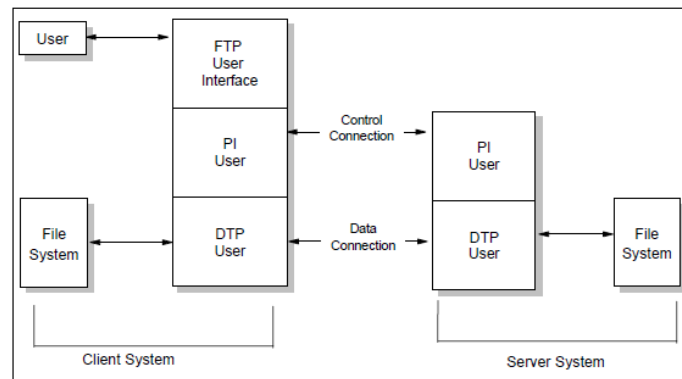 User
FTP
User
Interface
Control
Connection
PI
User
PI
User
File
System
DTP
User
Data
Connection
DTP
User
File
System
Client System
Server System